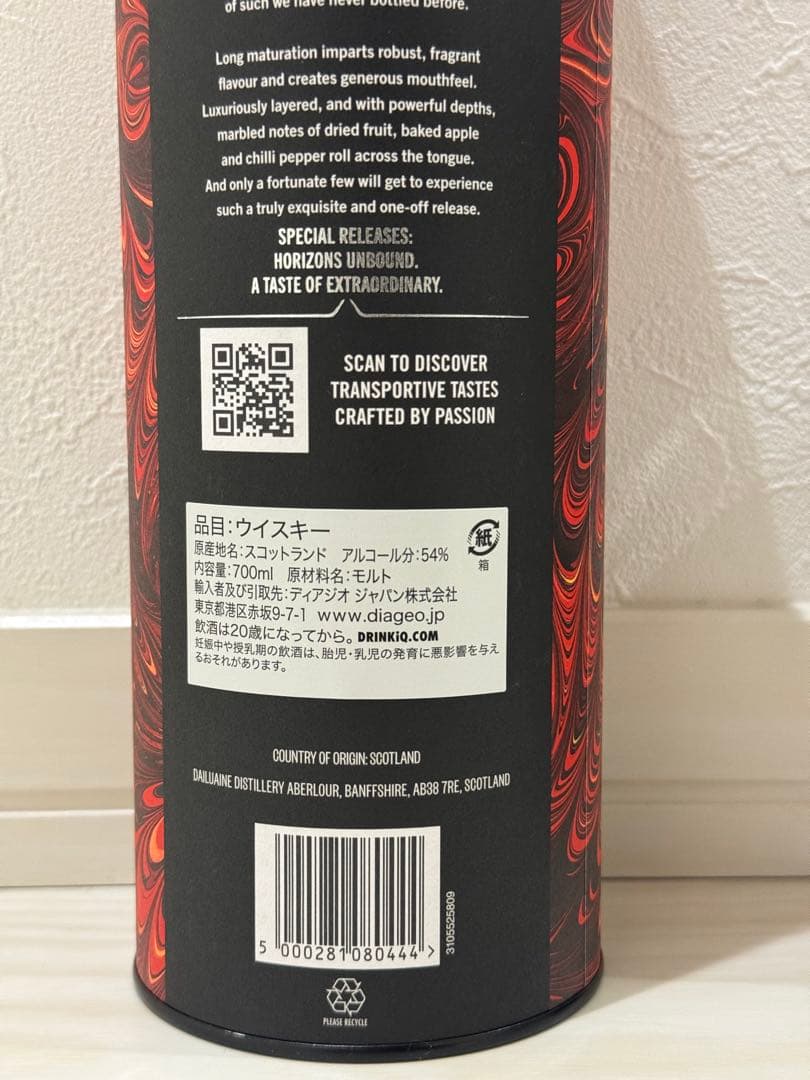 of such we have never bottled before.
Long maturation imparts robust, fragrant
flavour and creates generous mouthfeel.
Luxuriously layered, and with powerful depths,
marbled notes of dried fruit, baked apple
and chilli pepper roll across the tongue.
And only a fortunate few will get to experience
such a truly exquisite and one-off release.
SPECIAL RELEASES:
HORIZONS UNBOUND.
A TASTE OF EXTRAORDINARY.
SCAN TO DISCOVER
TRANSPORTIVE TASTES
CRAFTED BY PASSION
品目:ウイスキー
原産地名:スコットランド アルコール分:54%
内容量:700ml 原材料名:モルト
輸入者及び引取先:ディアジオ ジャパン株式会社
東京都港区赤坂9-7-1 www.diageo.jp
飲酒は20歳になってから。DRINKiQ.COM
妊娠中や授乳期の飲酒は、胎児・乳児の発育に悪影響を与え
るおそれがあります。
紙
箱
COUNTRY OF ORIGIN: SCOTLAND
DAILUAINE DISTILLERY ABERLOUR, BANFFSHIRE, AB38 7RE, SCOTLAND
5 000281 080444 >
3105525809
PLEASE RECYCLE